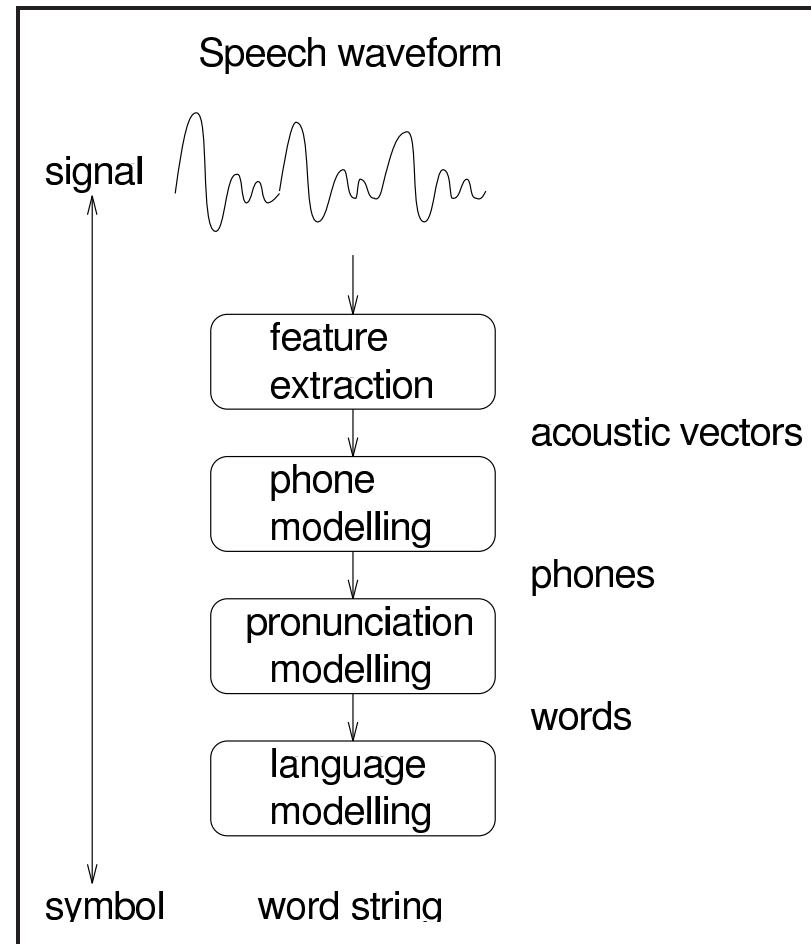 Speech waveform
signal
feature
extraction
acoustic vectors
phone
modelling
phones
pronunciation
modelling
words
language
modelling
symbol
word string